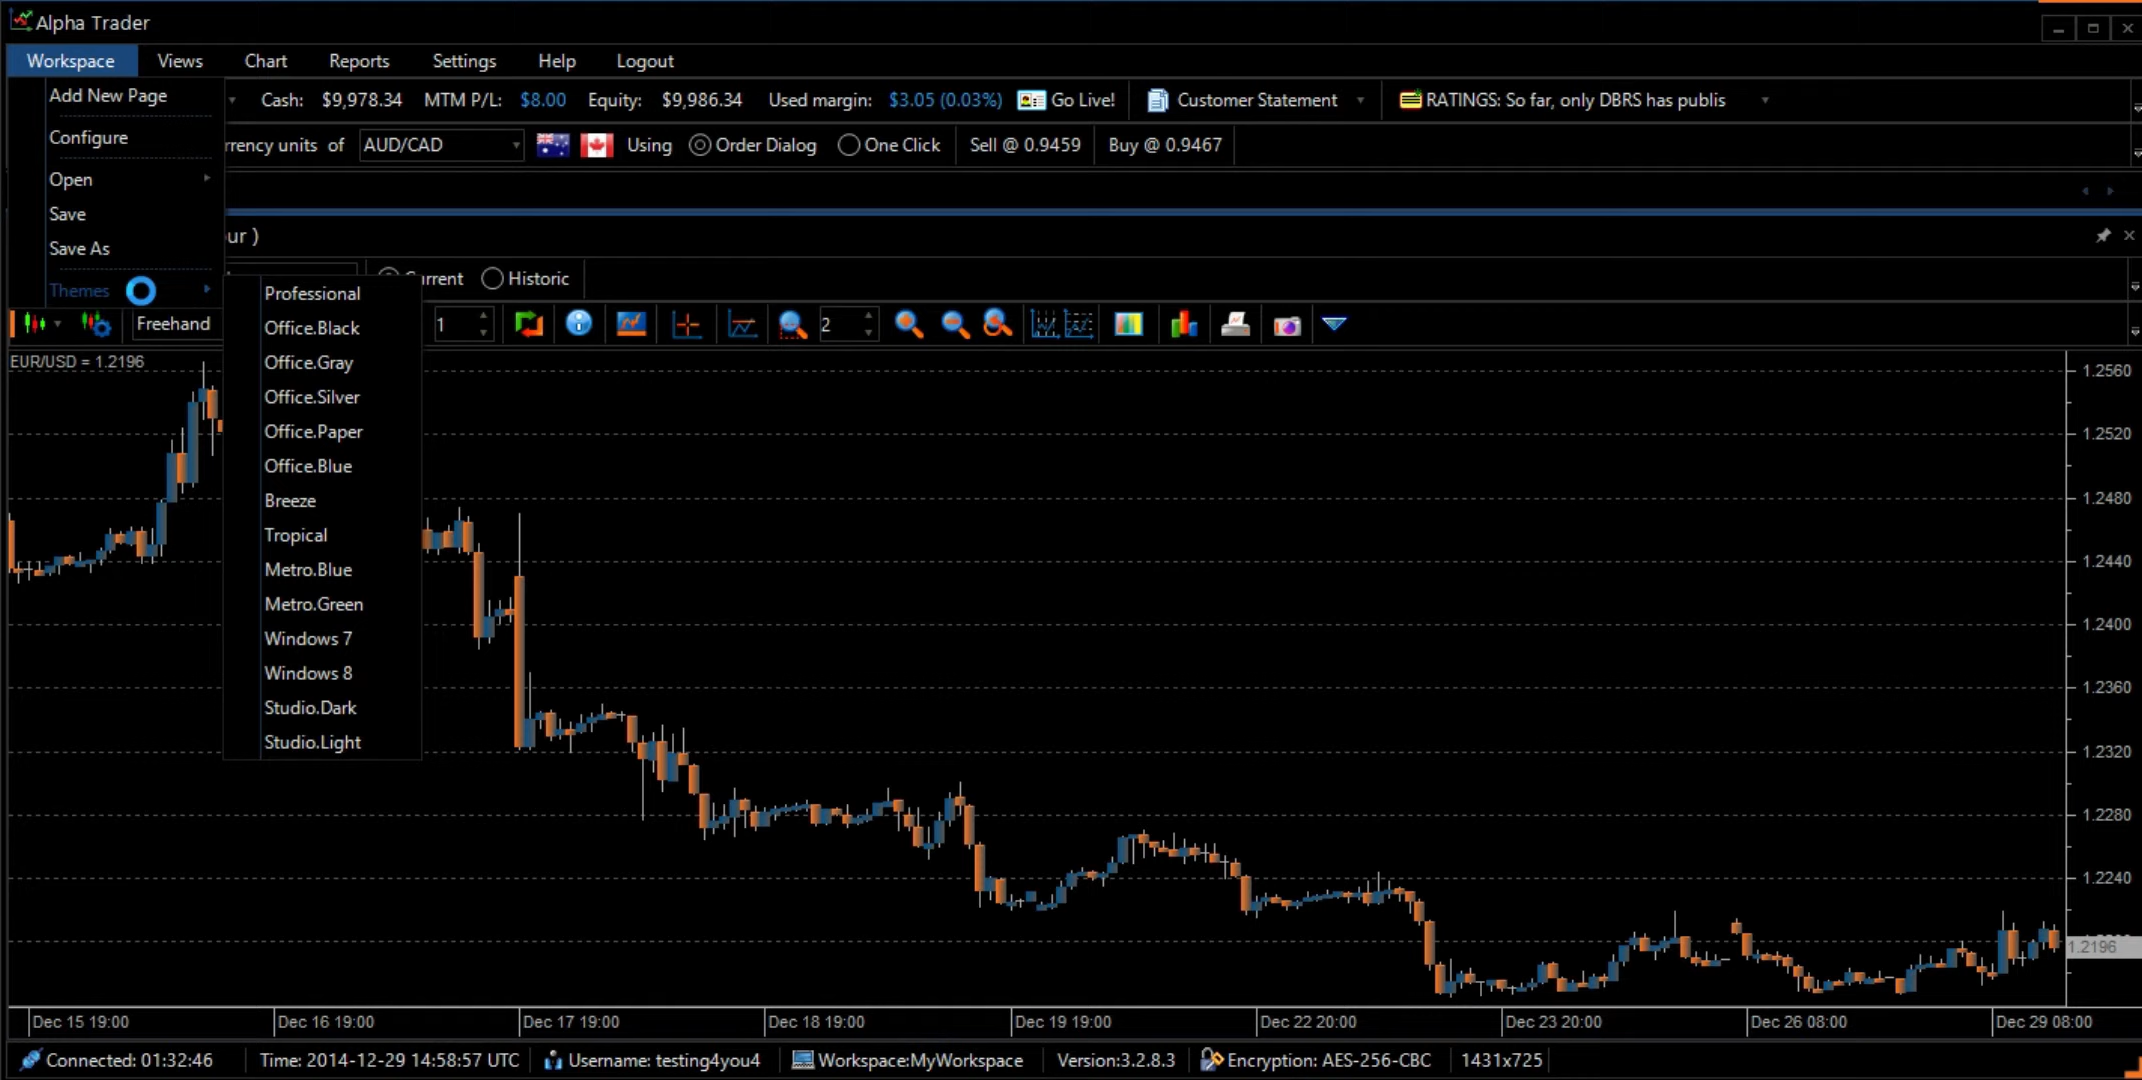 Alpha Trader
Workspace Views Chart Reports Settings Help Logout
Add New Page
Cash: $9,978.34 MTM P/L: $8.00 Equity: $9,986.34 Used margin: $3.05 (0.03%) Go Live! Customer Statement RATINGS: So far, only DBRS has publis
Configure
rrency units of AUD/CAD Using Order Dialog One Click Sell @ 0.9459 Buy @ 0.9467
Open
Save
Save As
ur )
Themes
Current Historic
Professional
Office.Black
Office.Gray
Office.Silver
Office.Paper
Office.Blue
Breeze
Tropical
Metro.Blue
Metro.Green
Windows 7
Windows 8
Studio.Dark
Studio.Light
Freehand 1 2
EUR/USD = 1.2196
1.2560
1.2520
1.2480
1.2440
1.2400
1.2360
1.2320
1.2280
1.2240
1.2196
Dec 15 19:00 Dec 16 19:00 Dec 17 19:00 Dec 18 19:00 Dec 19 19:00 Dec 22 20:00 Dec 23 20:00 Dec 26 08:00 Dec 29 08:00
Connected: 01:32:46 Time: 2014-12-29 14:58:57 UTC Username: testing4you4 Workspace:MyWorkspace Version:3.2.8.3 Encryption: AES-256-CBC 1431x725